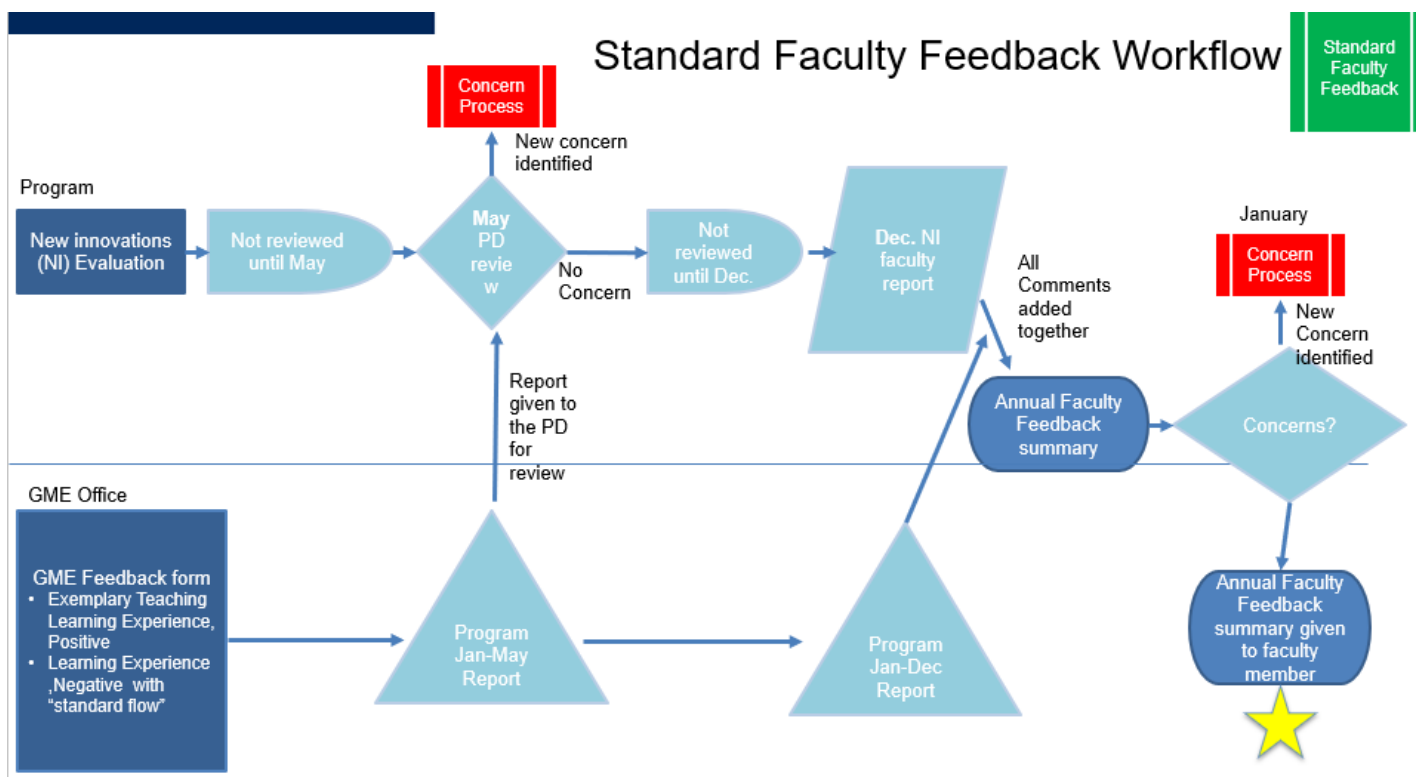 Standard Faculty Feedback Workflow
Standard
Faculty
Feedback
Concern
Process
New concern
identified
Program
New innovations
(NI) Evaluation
Not reviewed
until May
May
PD
revie
w
No
Concern
Not
reviewed
until Dec.
Dec. NI
faculty
report
All
Comments
added
together
January
Concern
Process
New
Concern
identified
Report
given to
the PD
for
review
Annual Faculty
Feedback
summary
Concerns?
GME Office
GME Feedback form
• Exemplary Teaching
Learning Experience,
Positive
• Learning Experience
,Negative with
“standard flow”
Program
Jan-May
Report
Program
Jan-Dec
Report
Annual Faculty
Feedback
summary given
to faculty
member